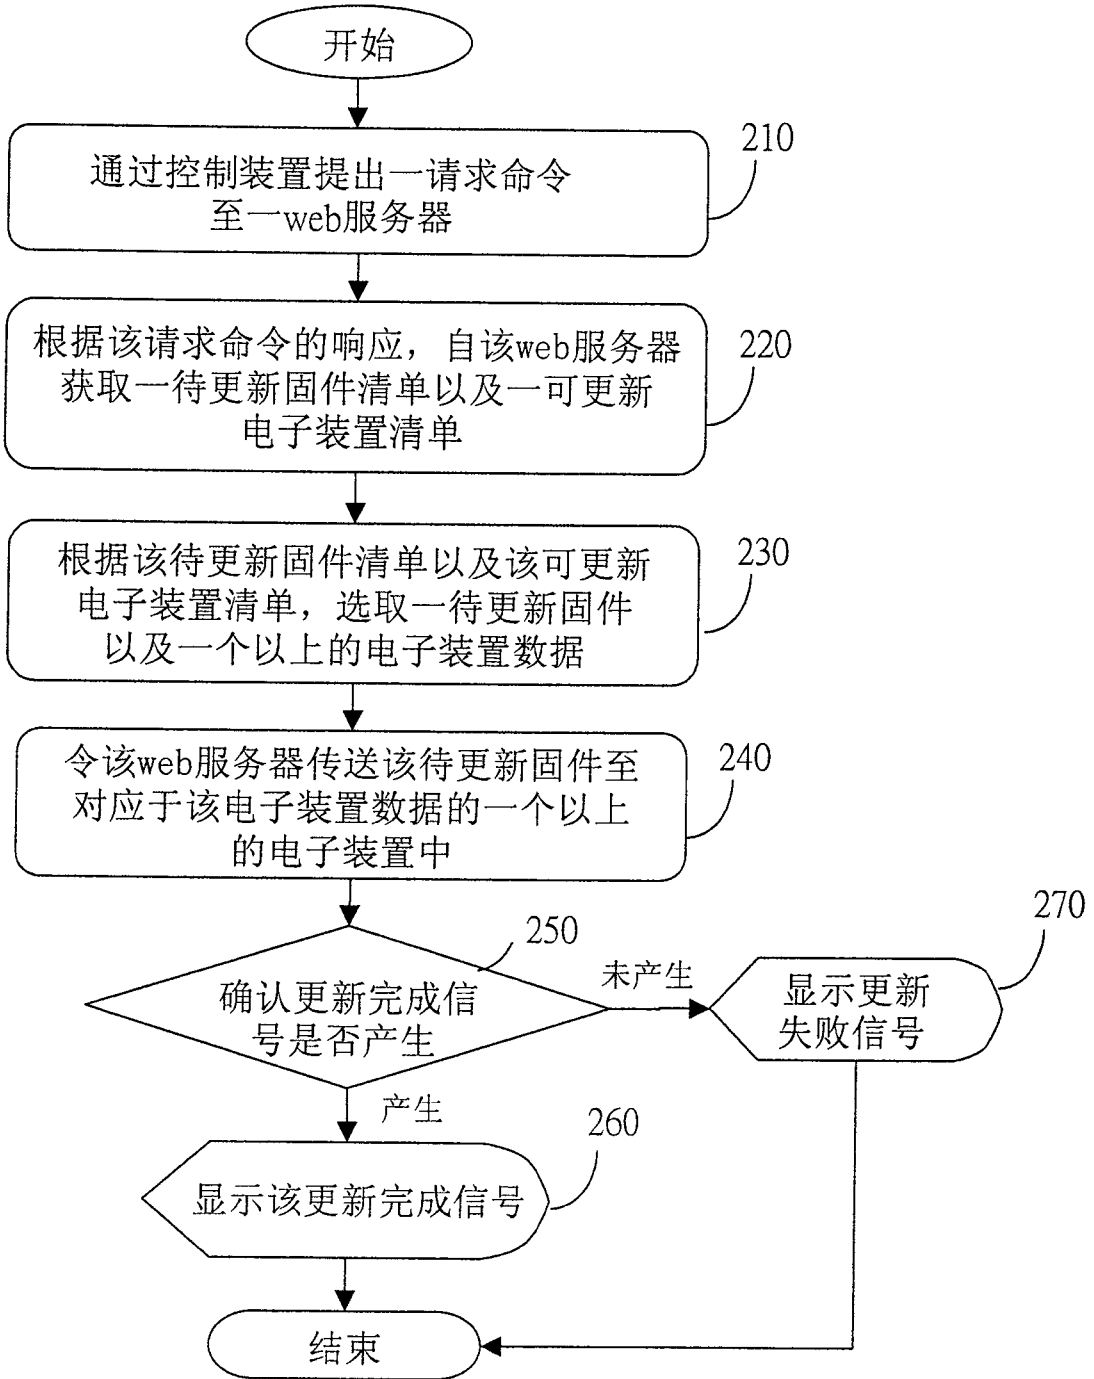 开始
210
通过控制装置提出一请求命令
至一web服务器
220
根据该请求命令的响应，自该web服务器
获取一待更新固件清单以及一可更新
电子装置清单
230
根据该待更新固件清单以及该可更新
电子装置清单，选取一待更新固件
以及一个以上的电子装置数据
240
令该web服务器传送该待更新固件至
对应于该电子装置数据的一个以上
的电子装置中
250
确认更新完成信
号是否产生
未产生
270
显示更新
失败信号
产生
260
显示该更新完成信号
结束